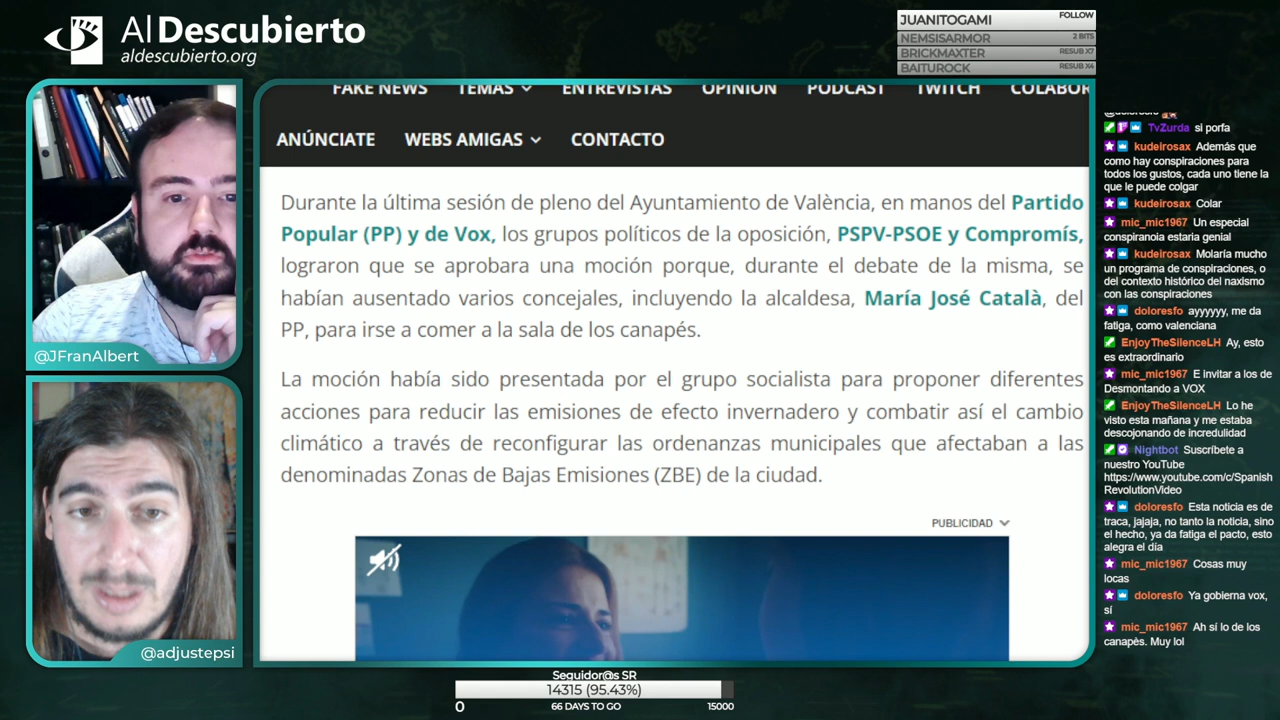 Al Descubierto
aldescubierto.org
JUANITOGAMI FOLLOW
NEMSISARMOR 2 BITS
BRICKMAXTER RESUB X7
BAITUROCK RESUB X4
FAKE NEWS TEMAS ENTREVISTAS OPINIÓN PODCAST TWITCH COLABOR
ANÚNCIATE WEBS AMIGAS CONTACTO
Durante la última sesión de pleno del Ayuntamiento de València, en manos del Partido
Popular (PP) y de Vox, los grupos políticos de la oposición, PSPV-PSOE y Compromís,
lograron que se aprobara una moción porque, durante el debate de la misma, se
habían ausentado varios concejales, incluyendo la alcaldesa, María José Català, del
PP, para irse a comer a la sala de los canapés.
La moción había sido presentada por el grupo socialista para proponer diferentes
acciones para reducir las emisiones de efecto invernadero y combatir así el cambio
climático a través de reconfigurar las ordenanzas municipales que afectaban a las
denominadas Zonas de Bajas Emisiones (ZBE) de la ciudad.
PUBLICIDAD
@JFranAlbert
@adjustepsi
TvZurda si porfa
kudeirosax Además que
como hay conspiraciones para
todos los gustos, cada uno tiene la
que le puede colgar
kudeirosax Colar
mic_mic1967 Un especial
conspiranoia estaria genial
kudeirosax Molaría mucho
un programa de conspiraciones, o
del contexto histórico del naxismo
con las conspiraciones
doloresfo ayyyyyy, me da
fatiga, como valenciana
EnjoyTheSilenceLH Ay, esto
es extraordinario
mic_mic1967 E invitar a los de
Desmontando a VOX
EnjoyTheSilenceLH Lo he
visto esta mañana y me estaba
descojonando de incredulidad
Nightbot Suscríbete a
nuestro YouTube
https://www.youtube.com/c/Spanish
RevolutionVideo
doloresfo Esta noticia es de
traca, jajaja, no tanto la noticia, sino
el hecho, ya da fatiga el pacto, esto
alegra el día
mic_mic1967 Cosas muy
locas
doloresfo Ya gobierna vox,
sí
mic_mic1967 Ah sí lo de los
canapès. Muy lol
Seguidor@s SR
14315 (95.43%)
0 66 DAYS TO GO 15000